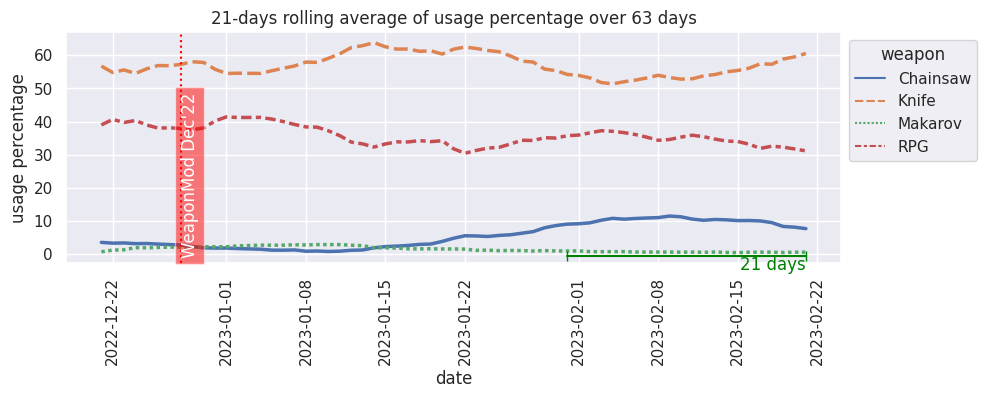 21-days rolling average of usage percentage over 63 days
usage percentage
60
50
40
30
20
10
0
WeaponMod Dec'22
21 days
2022-12-22
2023-01-01
2023-01-08
2023-01-15
2023-01-22
2023-02-01
2023-02-08
2023-02-15
2023-02-22
date
weapon
Chainsaw
Knife
Makarov
RPG